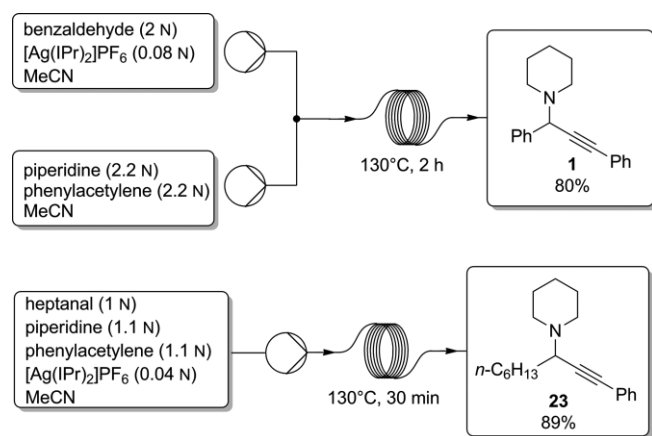 benzaldehyde (2 N)
[Ag(IPr)2]PF6 (0.08 N)
MeCN
piperidine (2.2 N)
phenylacetylene (2.2 N)
MeCN
130°C, 2 h
N
Ph
Ph
1
80%
heptanal (1 N)
piperidine (1.1 N)
phenylacetylene (1.1 N)
[Ag(IPr)2]PF6 (0.04 N)
MeCN
130°C, 30 min
N
n-C6H13
Ph
23
89%